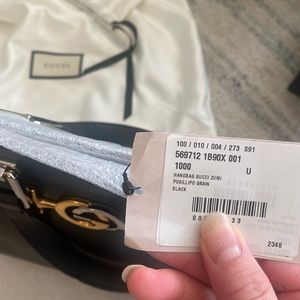 GUCCI
100 / 010 / 004 / 273 S91
569712 1B90X 001
1000 U
HANDBAG GUCCI ZUMI
POSILLIPO GRAIN
BLACK
2348